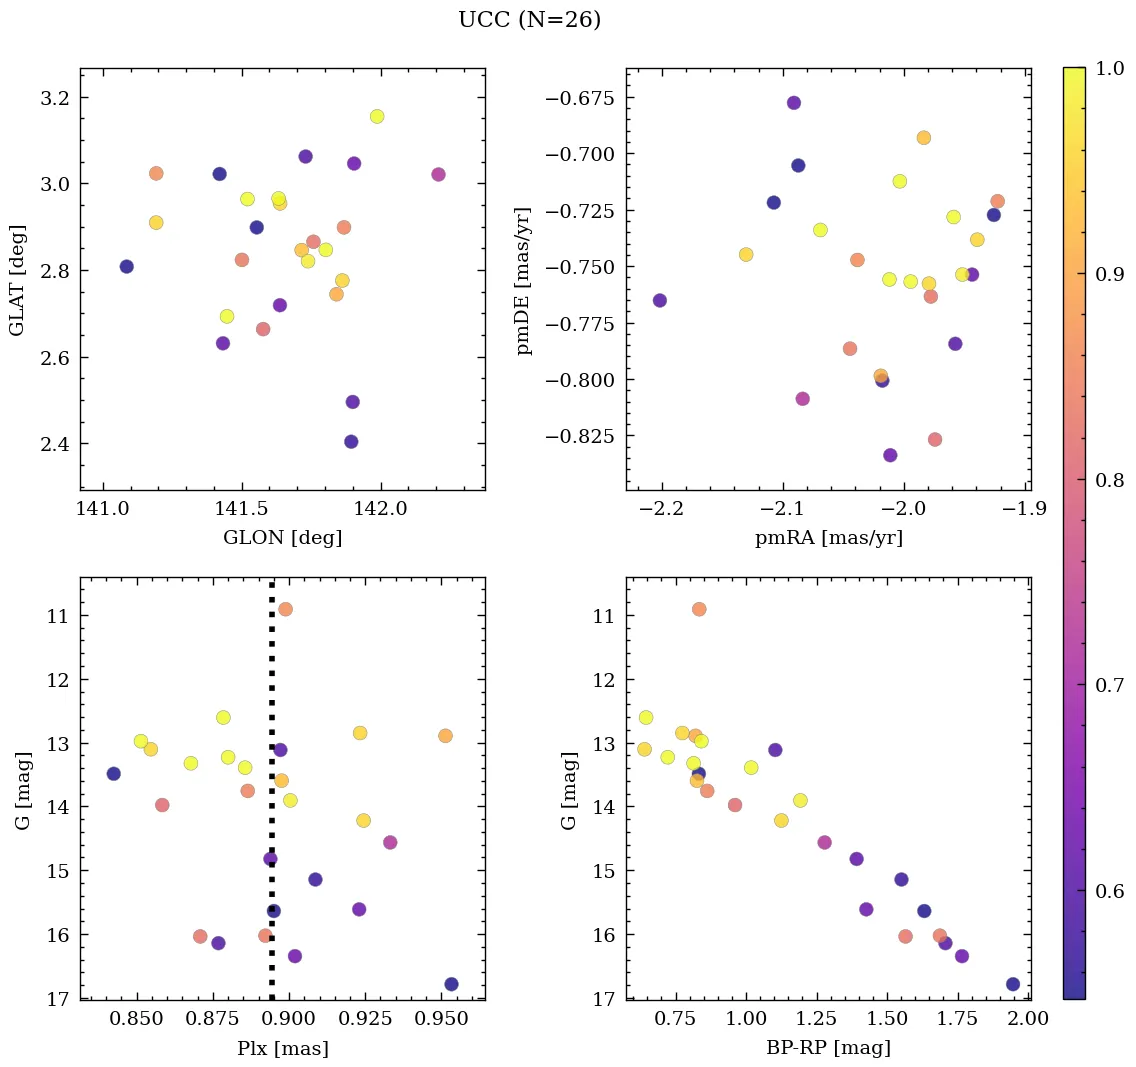 UCC (N=26)
3.2
3.0
2.8
2.6
2.4
GLAT [deg]
141.0 141.5 142.0
GLON [deg]
−0.675
−0.700
−0.725
−0.750
−0.775
−0.800
−0.825
pmDE [mas/yr]
−2.2 −2.1 −2.0 −1.9
pmRA [mas/yr]
11
12
13
14
15
16
17
G [mag]
0.850 0.875 0.900 0.925 0.950
Plx [mas]
11
12
13
14
15
16
17
G [mag]
0.75 1.00 1.25 1.50 1.75 2.00
BP-RP [mag]
1.0
0.9
0.8
0.7
0.6